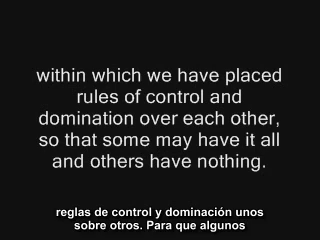 within which we have placed
rules of control and
domination over each other,
so that some may have it all
and others have nothing.
reglas de control y dominación unos
sobre otros. Para que algunos